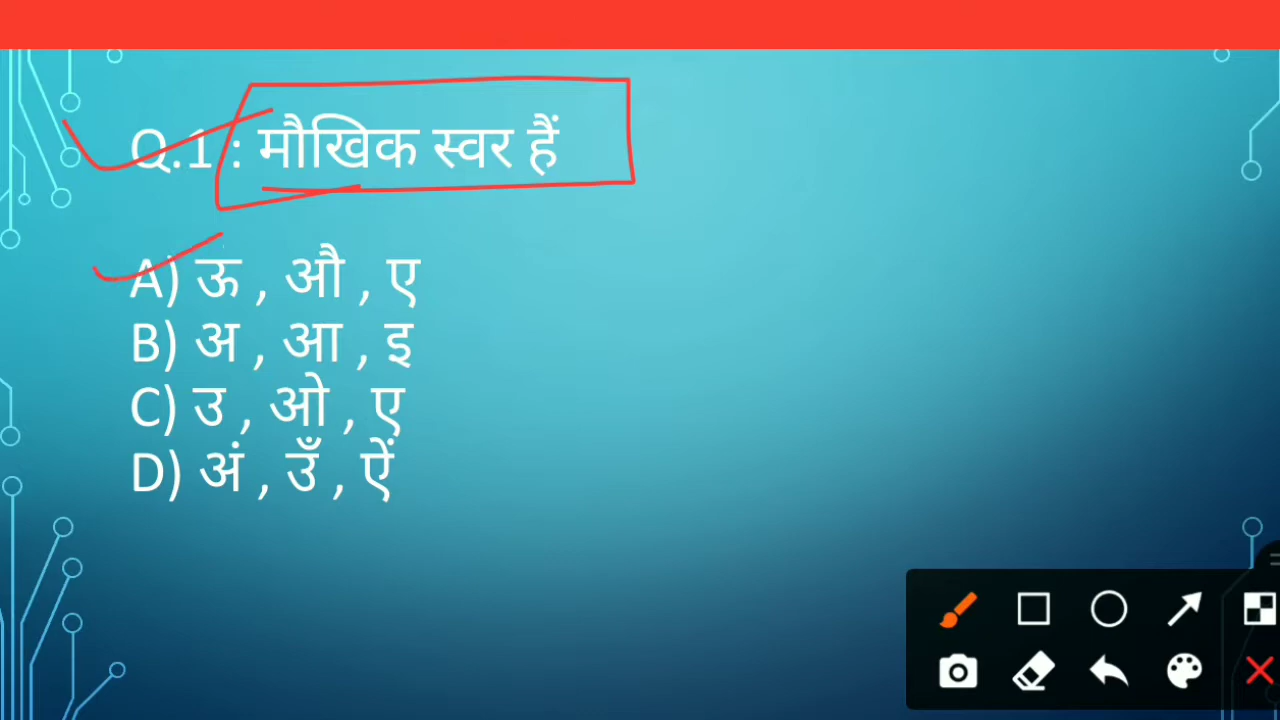 Q.1 : मौखिक स्वर हैं
A) ऊ , औ , ए
B) अ , आ , इ
C) उ , ओ , ए
D) अं , उँ , ऐं